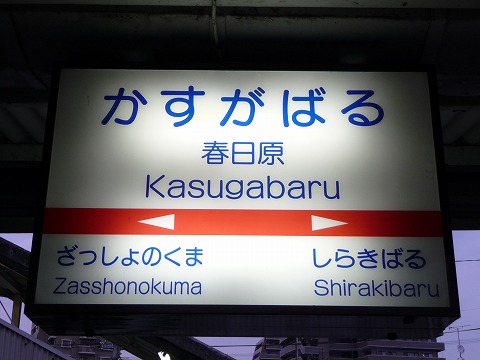 かすがばる
春日原
Kasugabaru
ざっしょのくま しらきばる
Zasshonokuma Shirakibaru